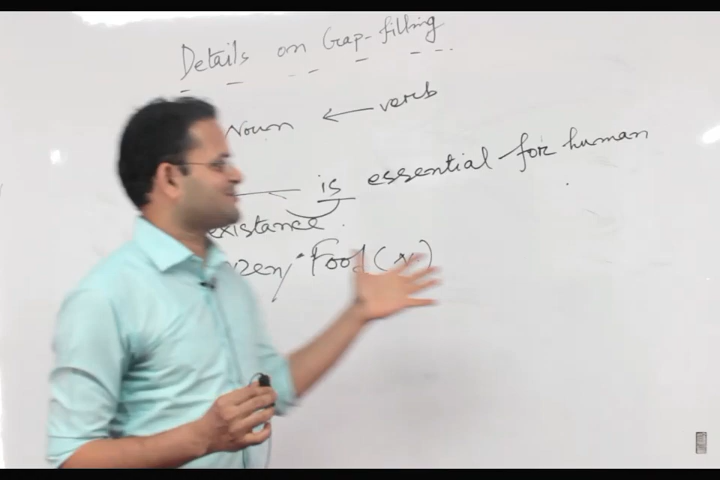 Details on Gap-filling
Noun ← verb
is essential for human
existance.
Food (x)